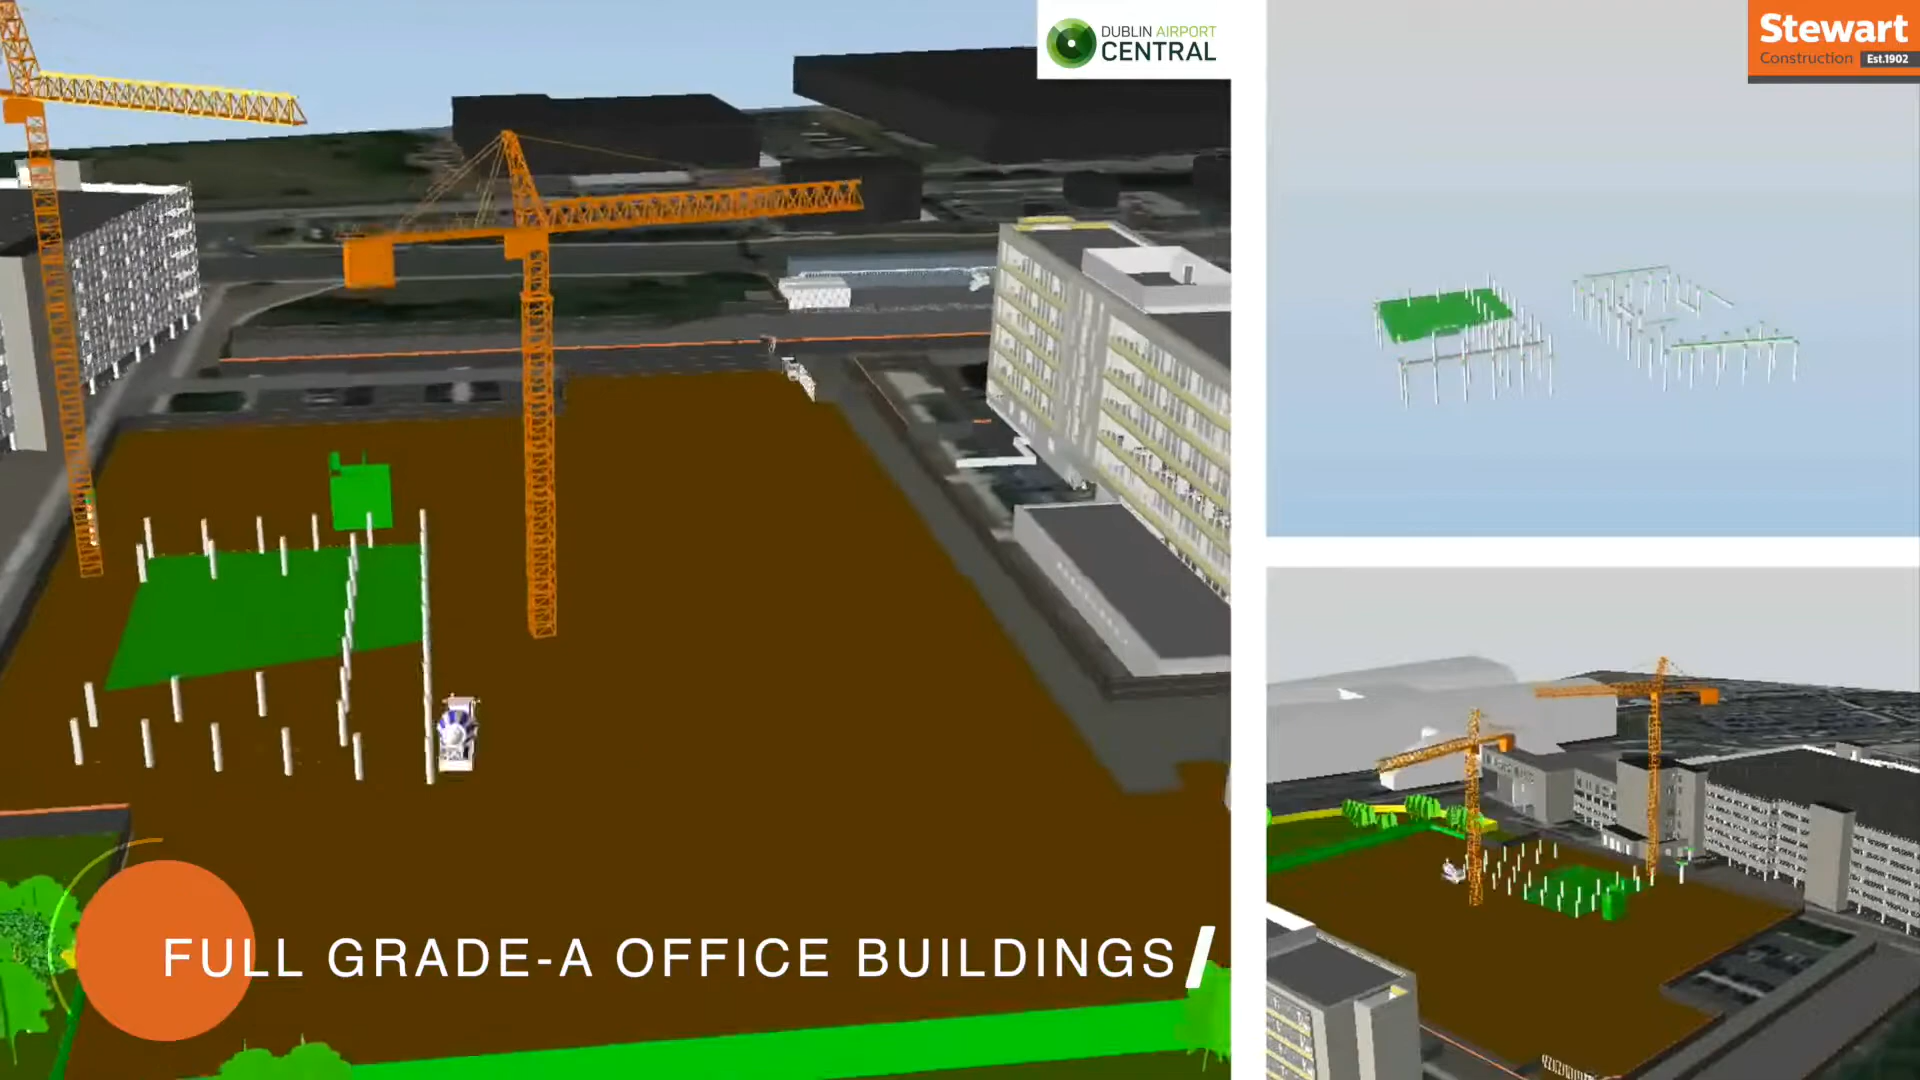 DUBLIN AIRPORT
CENTRAL
Stewart
Construction Est.1902
FULL GRADE-A OFFICE BUILDINGS/